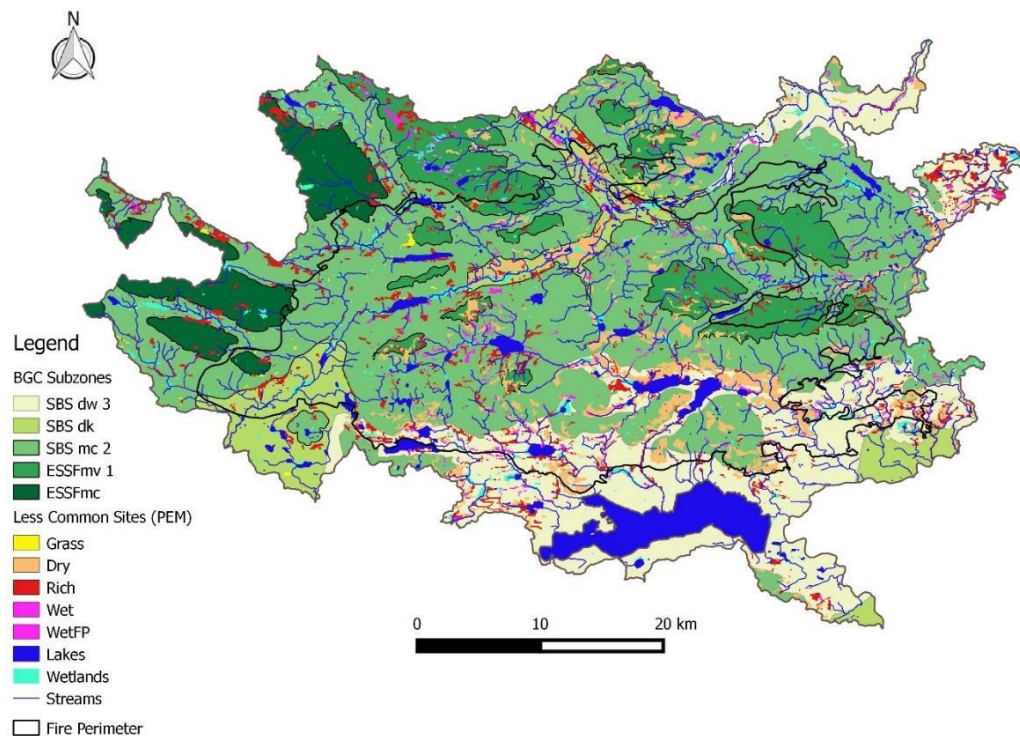 N
Legend
BGC Subzones
SBS dw 3
SBS dk
SBS mc 2
ESSFmv 1
ESSFmc
Less Common Sites (PEM)
Grass
Dry
Rich
Wet
WetFP
Lakes
Wetlands
Streams
Fire Perimeter
0 10 20 km